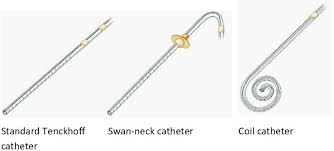 Standard Tenckhoff
catheter
Swan-neck catheter
Coil catheter